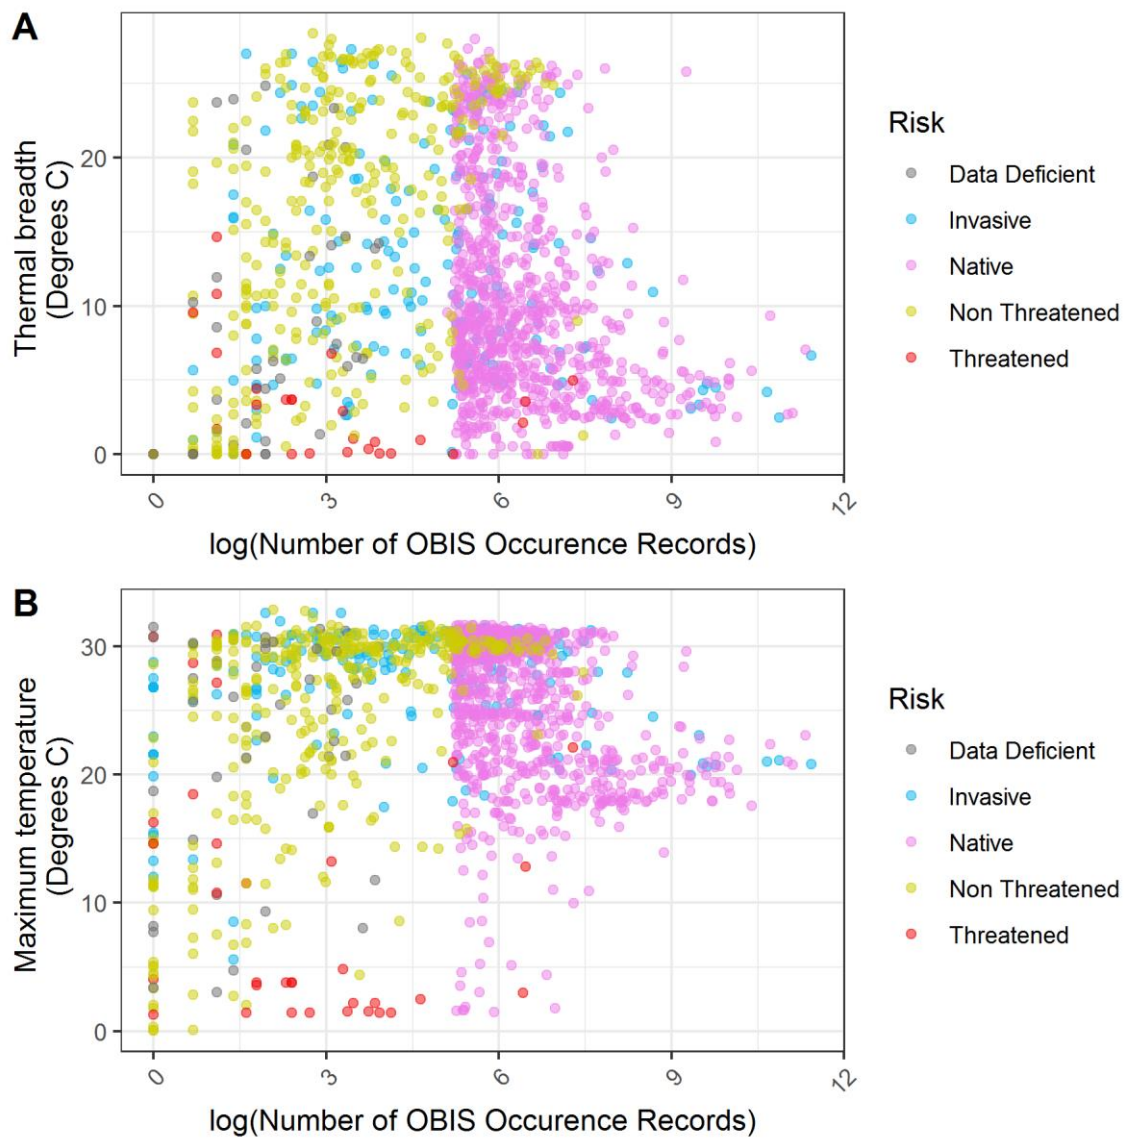 A
Thermal breadth
(Degrees C)
20
10
0
0
3
6
9
12
log(Number of OBIS Occurence Records)
Risk
Data Deficient
Invasive
Native
Non Threatened
Threatened
B
Maximum temperature
(Degrees C)
30
20
10
0
0
3
6
9
12
log(Number of OBIS Occurence Records)
Risk
Data Deficient
Invasive
Native
Non Threatened
Threatened